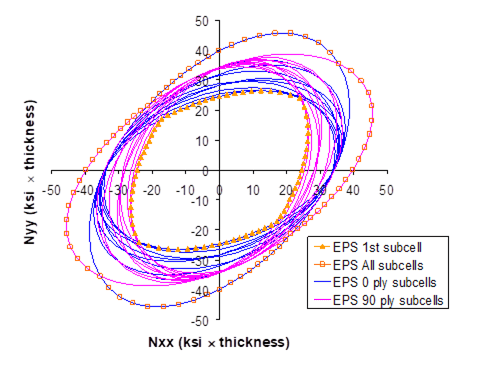 50
40
30
20
10
0
-50 -40 -30 -20 -10 0 10 20 30 40 50
-10
-20
-30
-40
-50
Nyy (ksi × thickness)
Nxx (ksi × thickness)
EPS 1st subcell
EPS All subcells
EPS 0 ply subcells
EPS 90 ply subcells